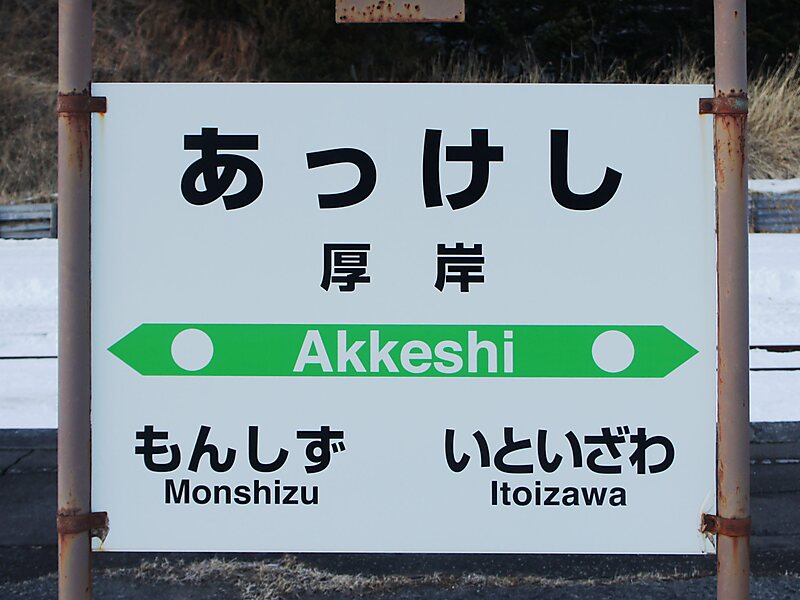 あっけし
厚岸
Akkeshi
もんしず いといざわ
Monshizu Itoizawa